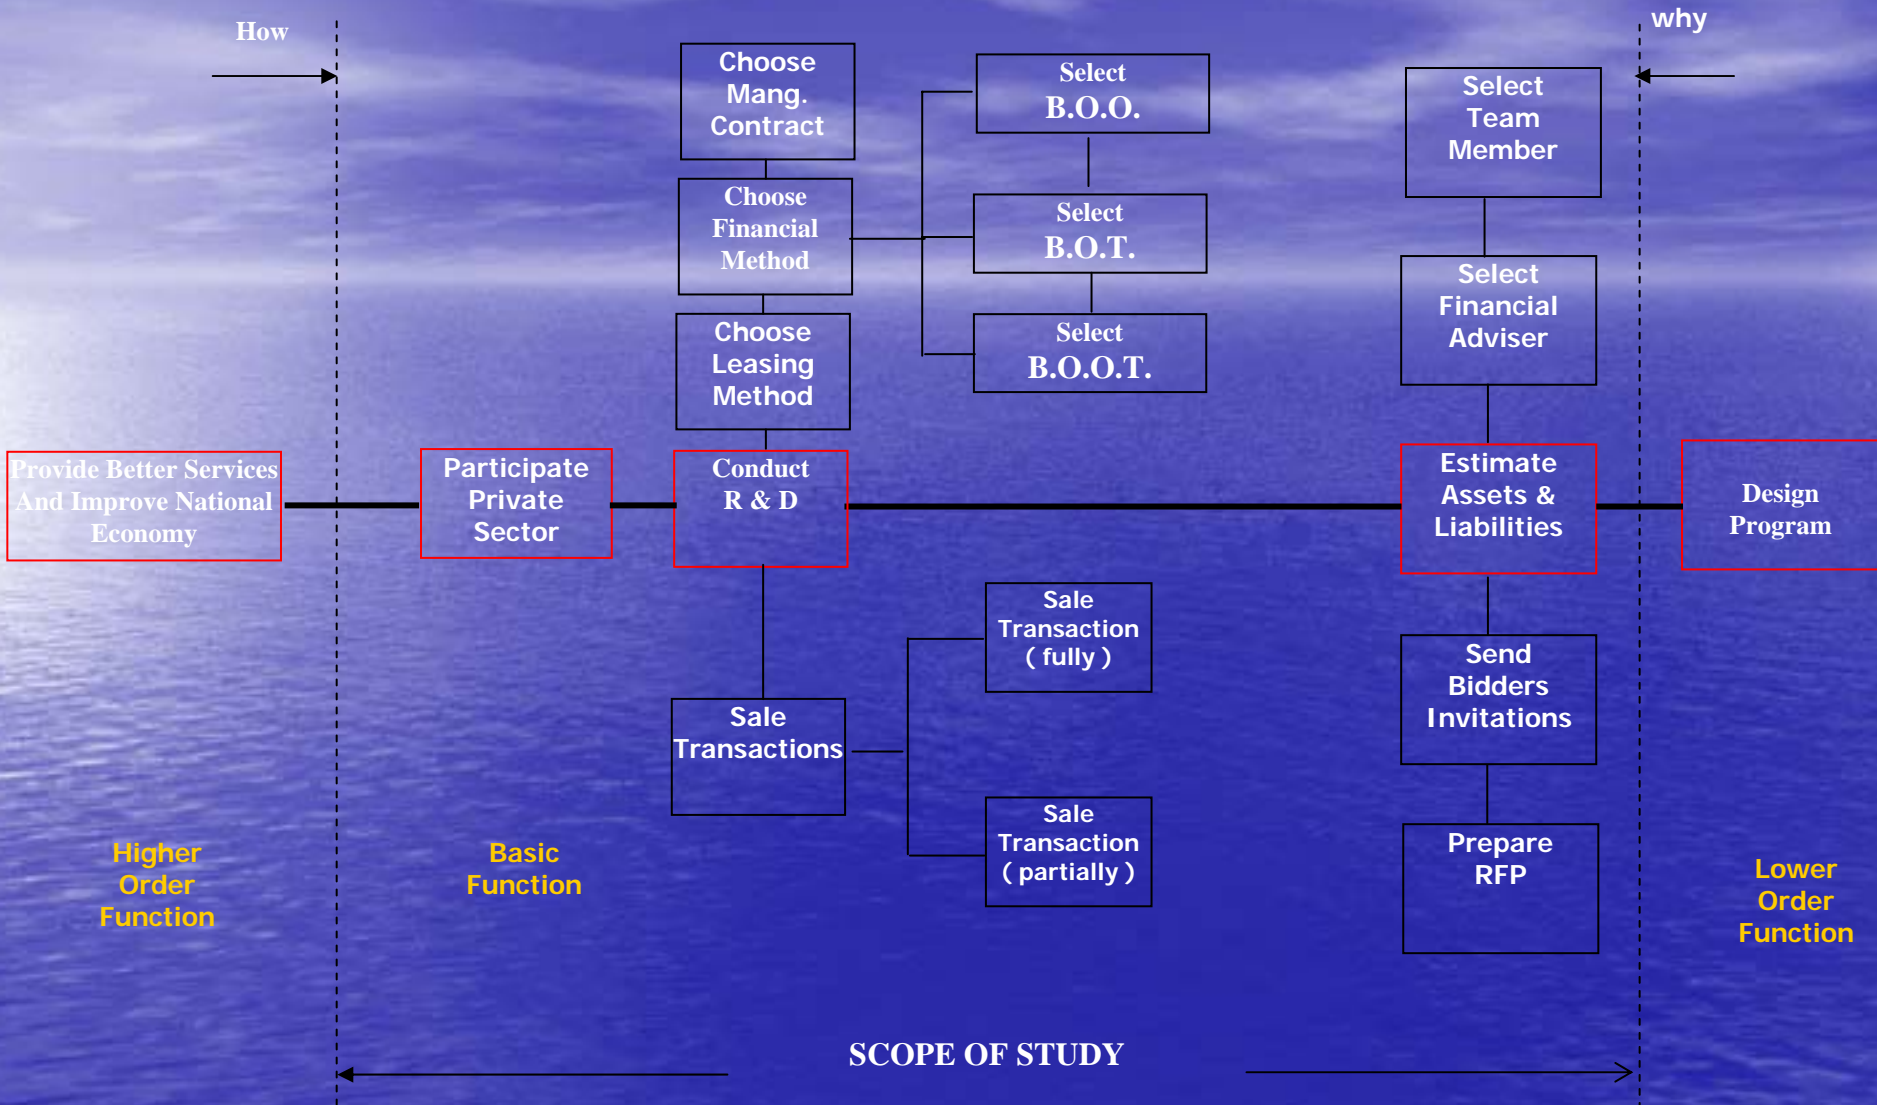 How
why
Choose
Mang.
Contract
Select
B.O.O.
Select
Team
Member
Choose
Financial
Method
Select
B.O.T.
Select
Financial
Adviser
Choose
Leasing
Method
Select
B.O.O.T.
Provide Better Services
And Improve National
Economy
Participate
Private
Sector
Conduct
R & D
Estimate
Assets &
Liabilities
Design
Program
Sale
Transaction
( fully )
Send
Bidders
Invitations
Sale
Transactions
Sale
Transaction
( partially )
Prepare
RFP
Higher
Order
Function
Basic
Function
Lower
Order
Function
SCOPE OF STUDY